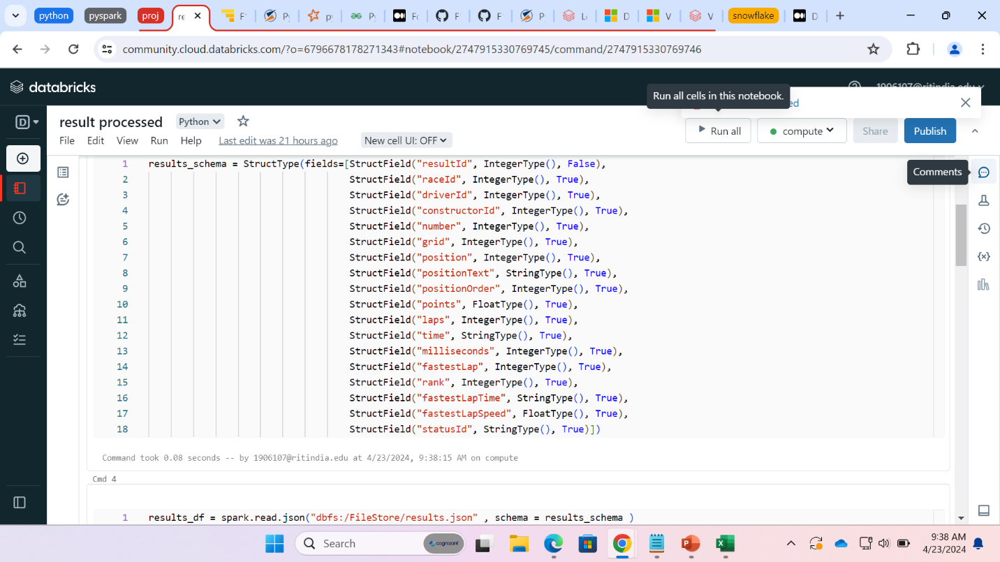 python
pyspark
proj
re
F
Py
py
Py
Fo
F
F
Py
Lo
D
V
V
snowflake
D
community.cloud.databricks.com/?o=6796678178271343#notebook/2747915330769745/command/2747915330769746
databricks
Run all cells in this notebook.
ed
result processed
Python
D
Run all
compute
Share
Publish
File Edit View Run Help Last edit was 21 hours ago New cell UI: OFF
Comments
1 results_schema = StructType(fields=[StructField("resultId", IntegerType(), False),
2 StructField("raceId", IntegerType(), True),
3 StructField("driverId", IntegerType(), True),
4 StructField("constructorId", IntegerType(), True),
5 StructField("number", IntegerType(), True),
6 StructField("grid", IntegerType(), True),
7 StructField("position", IntegerType(), True),
8 StructField("positionText", StringType(), True),
9 StructField("positionOrder", IntegerType(), True),
10 StructField("points", FloatType(), True),
11 StructField("laps", IntegerType(), True),
12 StructField("time", StringType(), True),
13 StructField("milliseconds", IntegerType(), True),
14 StructField("fastestLap", IntegerType(), True),
15 StructField("rank", IntegerType(), True),
16 StructField("fastestLapTime", StringType(), True),
17 StructField("fastestLapSpeed", FloatType(), True),
18 StructField("statusId", StringType(), True)])
Command took 0.08 seconds -- by 1906107@ritindia.edu at 4/23/2024, 9:38:15 AM on compute
Cmd 4
1 results_df = spark.read.json("dbfs:/FileStore/results.json" , schema = results_schema )
Search
cognizant
9:38 AM
4/23/2024